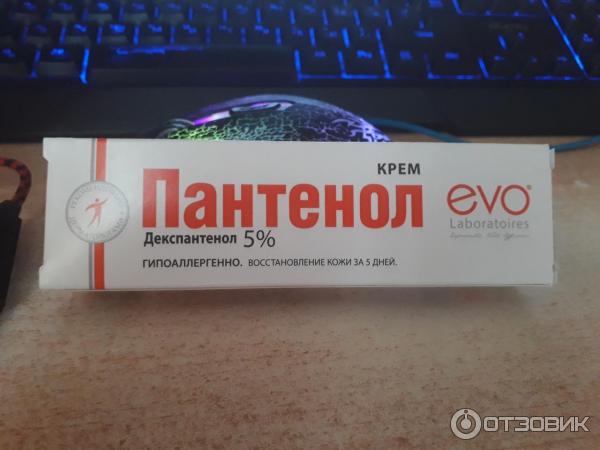 КРЕМ
Пантенол
Декспантенол 5%
ГИПОАЛЛЕРГЕННО. ВОССТАНОВЛЕНИЕ КОЖИ ЗА 5 ДНЕЙ.
evo®
Laboratoires
ОТЗОВИК